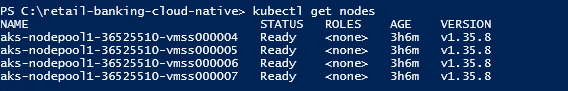 PS C:\retail-banking-cloud-native> kubectl get nodes
NAME STATUS ROLES AGE VERSION
aks-nodepool1-36525510-vmss000004 Ready <none> 3h6m v1.35.8
aks-nodepool1-36525510-vmss000005 Ready <none> 3h6m v1.35.8
aks-nodepool1-36525510-vmss000006 Ready <none> 3h6m v1.35.8
aks-nodepool1-36525510-vmss000007 Ready <none> 3h6m v1.35.8